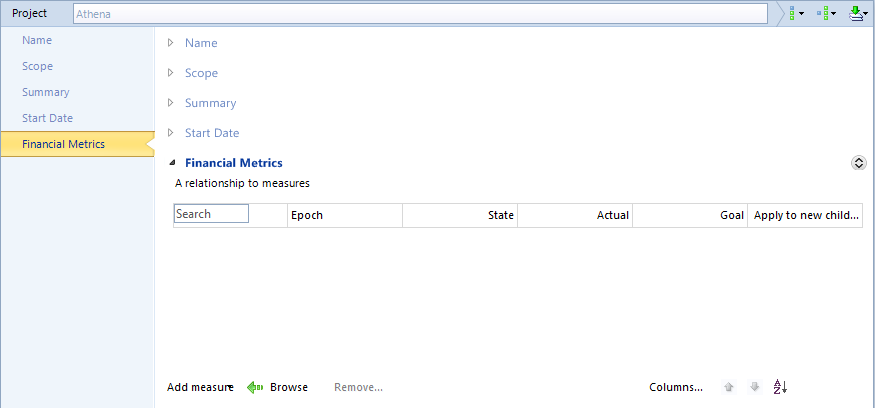 Project Athena
Name
Scope
Summary
Start Date
Financial Metrics
Name
Scope
Summary
Start Date
Financial Metrics
A relationship to measures
Search Epoch State Actual Goal Apply to new child...
Add measure Browse Remove... Columns... A Z